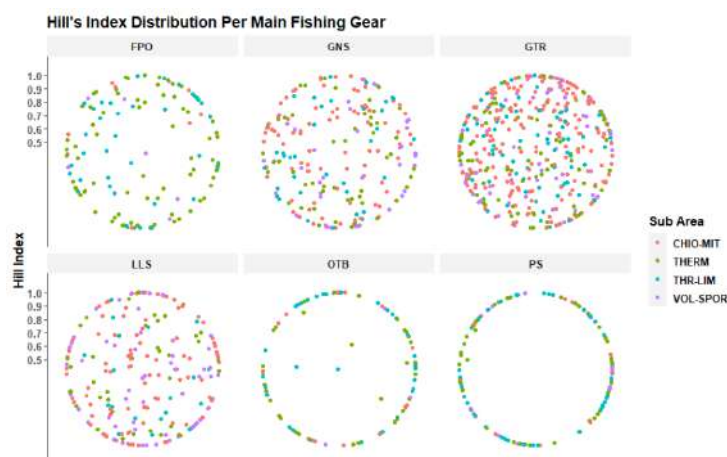 Hill's Index Distribution Per Main Fishing Gear
FPO
GNS
GTR
1.0
0.9
0.8
0.7
0.6
0.5
Hill Index
LLS
OTB
PS
1.0
0.9
0.8
0.7
0.6
0.5
Sub Area
CHIO-MIT
THERM
THR-LIM
VOL-SPOR